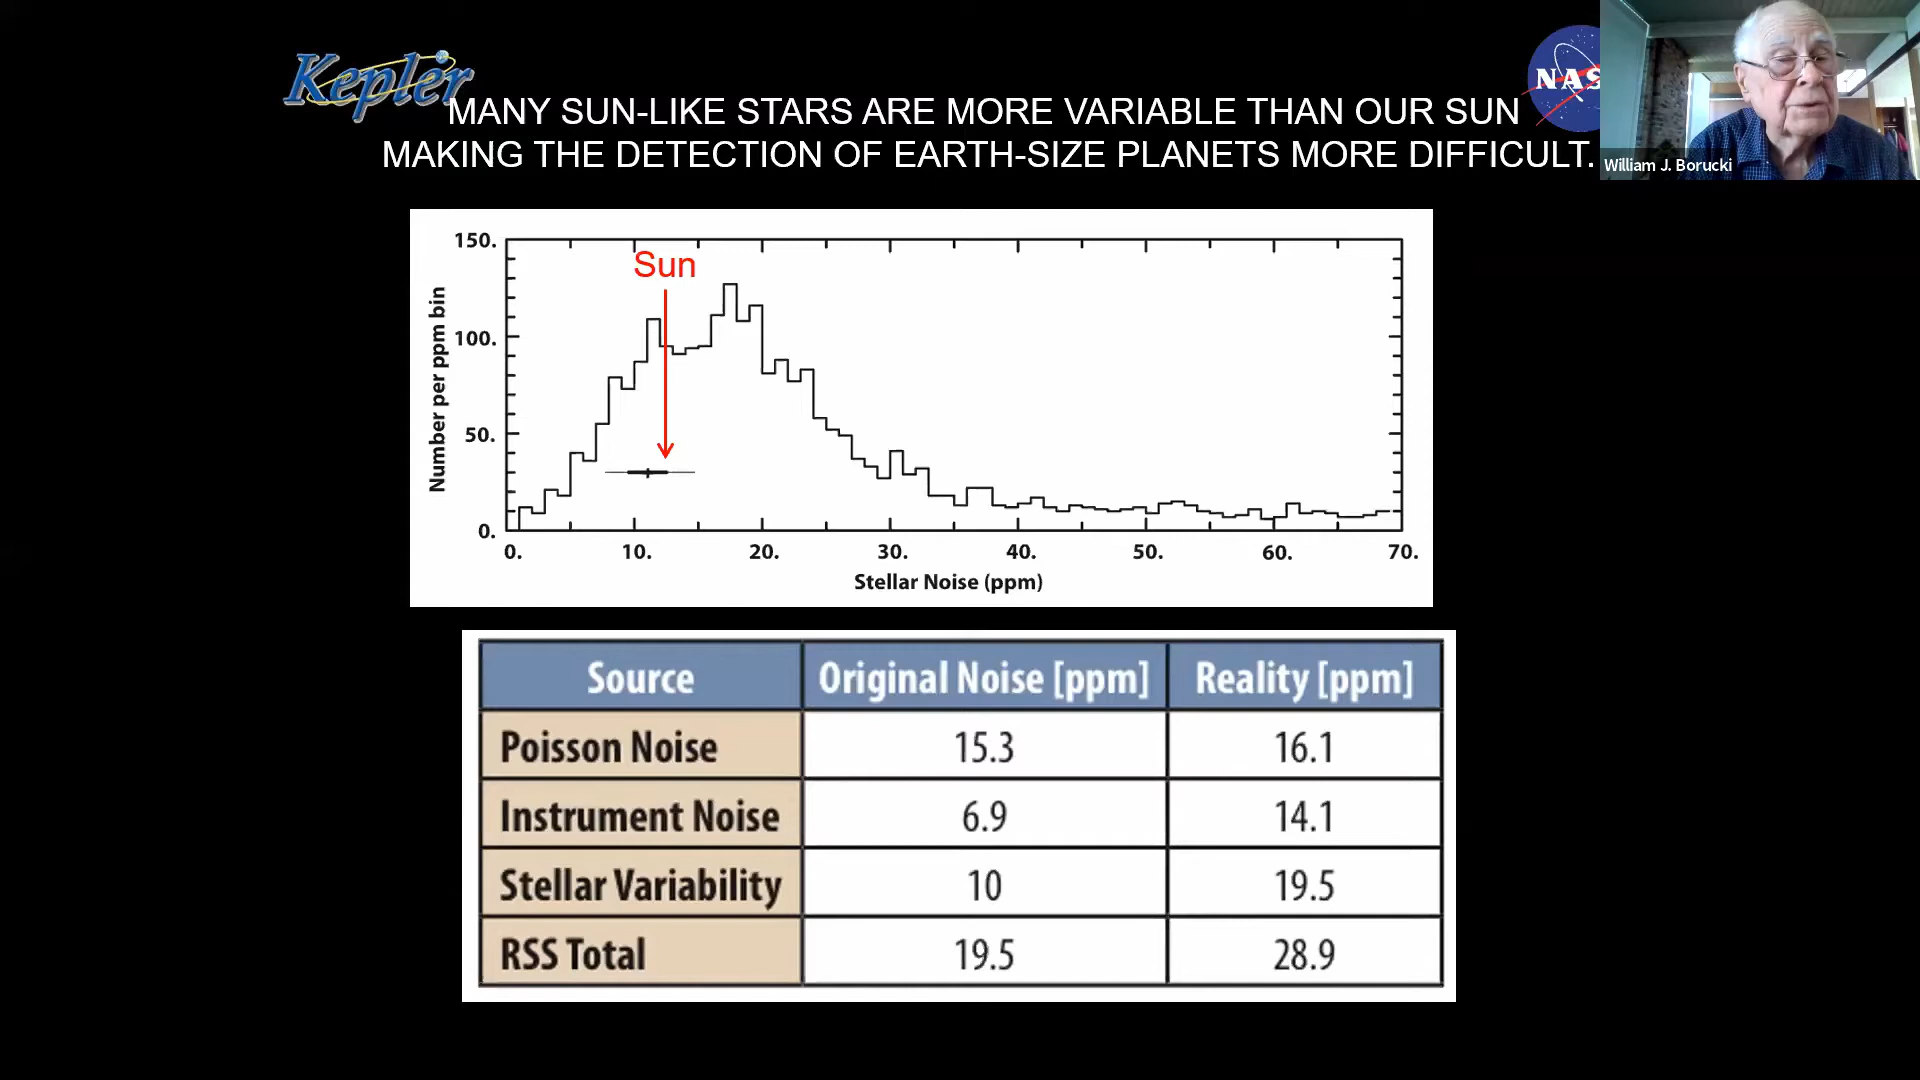 Kepler
NAS
MANY SUN-LIKE STARS ARE MORE VARIABLE THAN OUR SUN
MAKING THE DETECTION OF EARTH-SIZE PLANETS MORE DIFFICULT.
William J. Borucki
150.
100.
50.
0.
Number per ppm bin
Sun
0. 10. 20. 30. 40. 50. 60. 70.
Stellar Noise (ppm)
Source Original Noise [ppm] Reality [ppm]
Poisson Noise 15.3 16.1
Instrument Noise 6.9 14.1
Stellar Variability 10 19.5
RSS Total 19.5 28.9